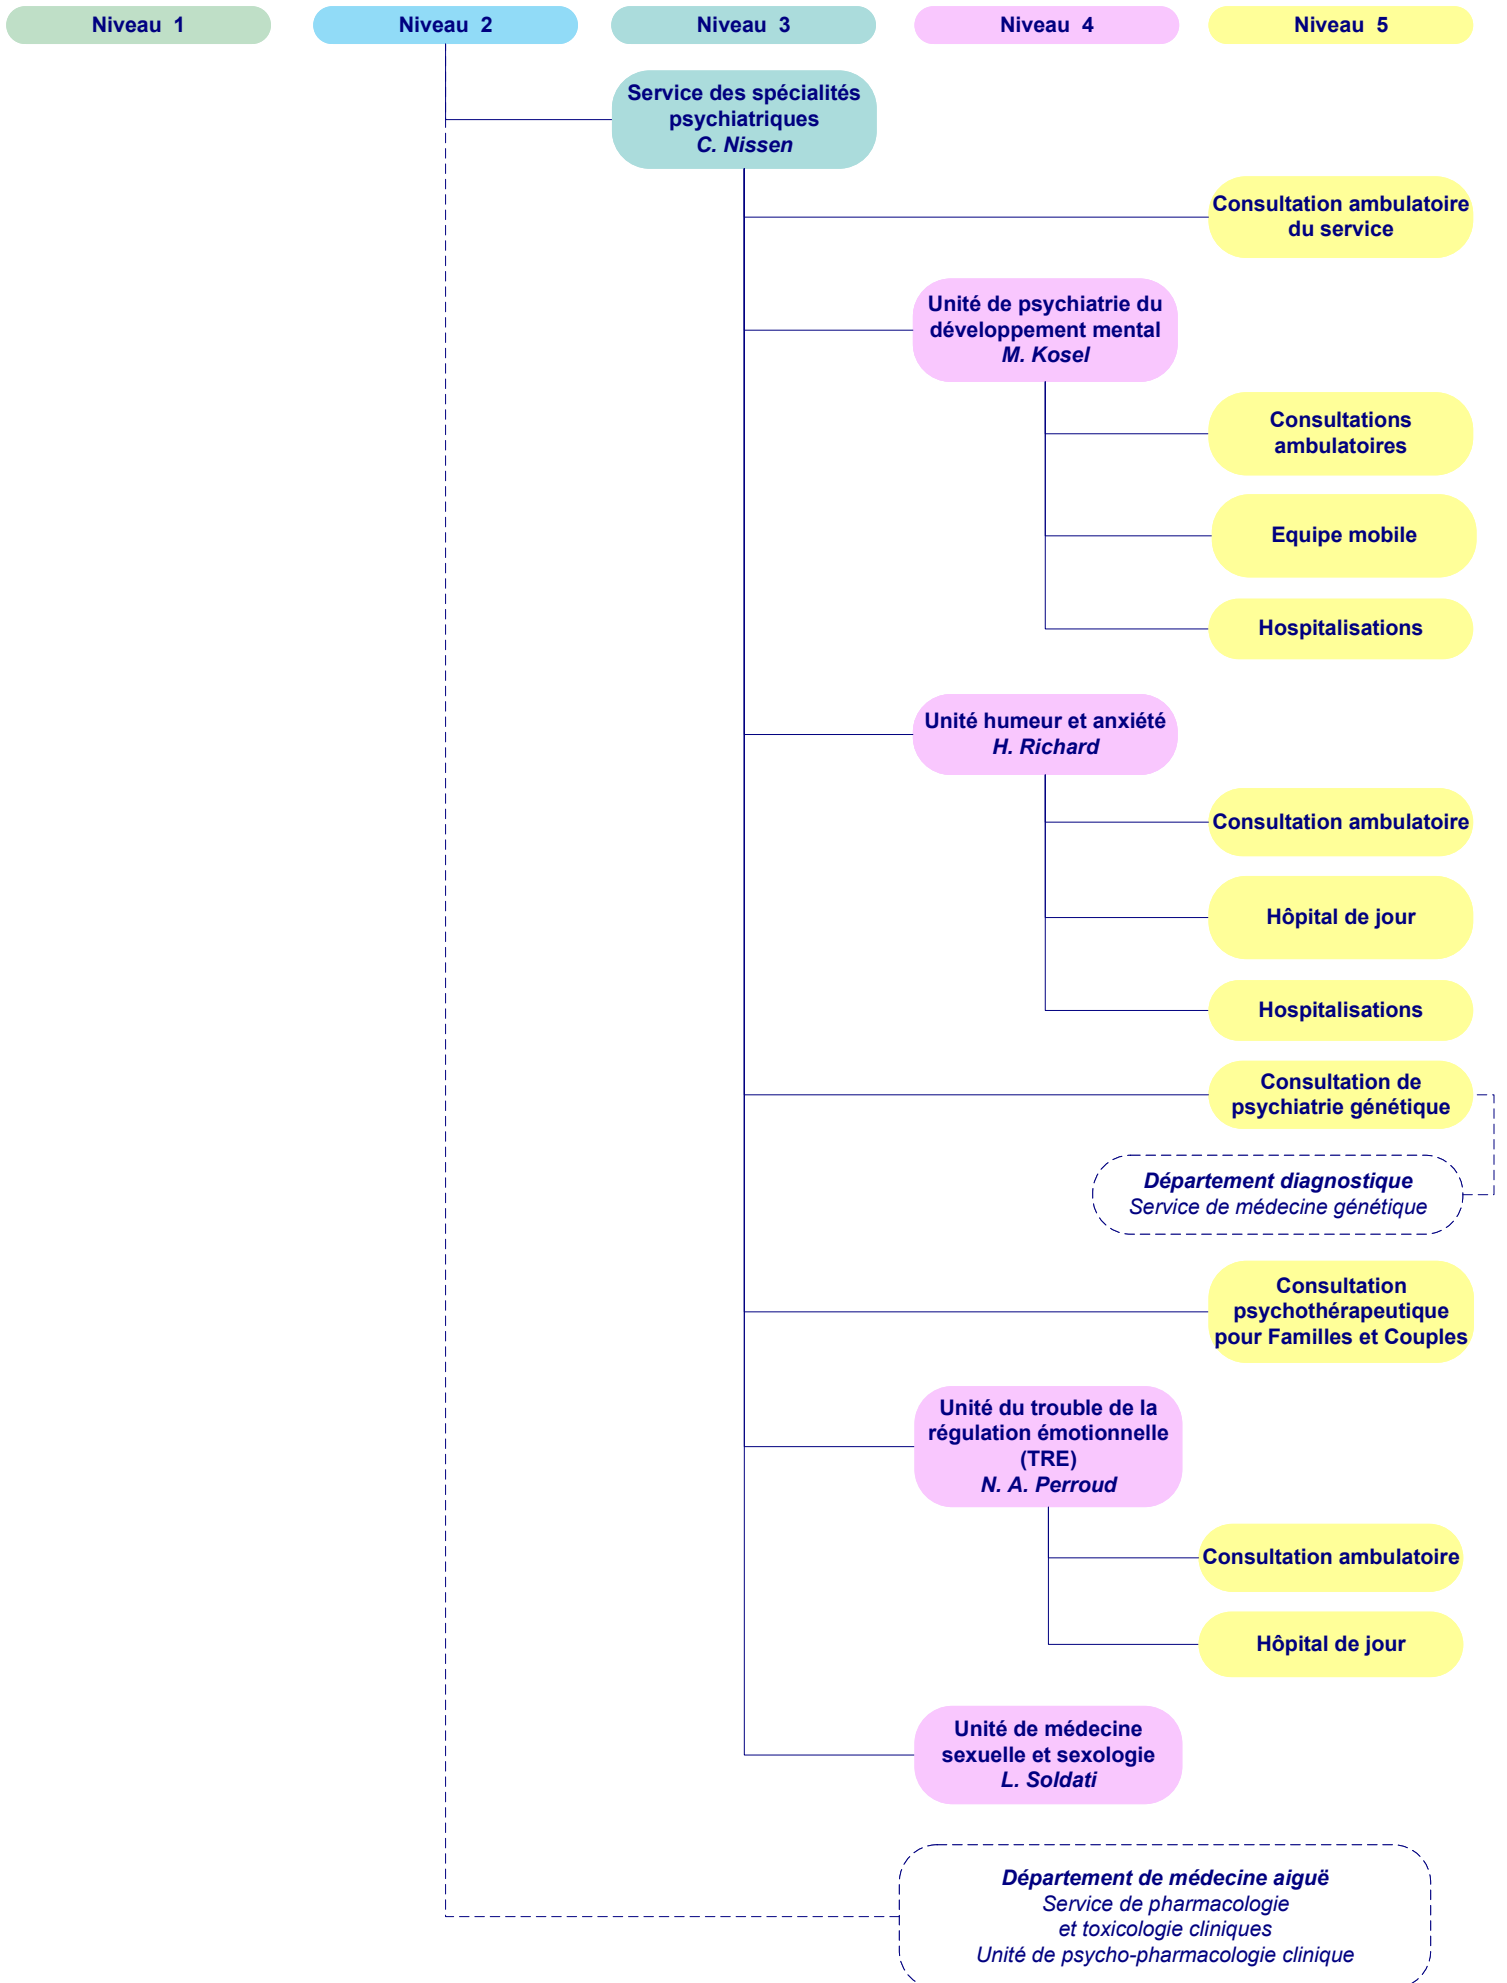 Niveau 1
Niveau 2
Niveau 3
Niveau 4
Niveau 5
Service des spécialités
psychiatriques
C. Nissen
Consultation ambulatoire
du service
Unité de psychiatrie du
développement mental
M. Kosel
Consultations
ambulatoires
Equipe mobile
Hospitalisations
Unité humeur et anxiété
H. Richard
Consultation ambulatoire
Hôpital de jour
Hospitalisations
Consultation de
psychiatrie génétique
Département diagnostique
Service de médecine génétique
Consultation
psychothérapeutique
pour Familles et Couples
Unité du trouble de la
régulation émotionnelle
(TRE)
N. A. Perroud
Consultation ambulatoire
Hôpital de jour
Unité de médecine
sexuelle et sexologie
L. Soldati
Département de médecine aiguë
Service de pharmacologie
et toxicologie cliniques
Unité de psycho-pharmacologie clinique